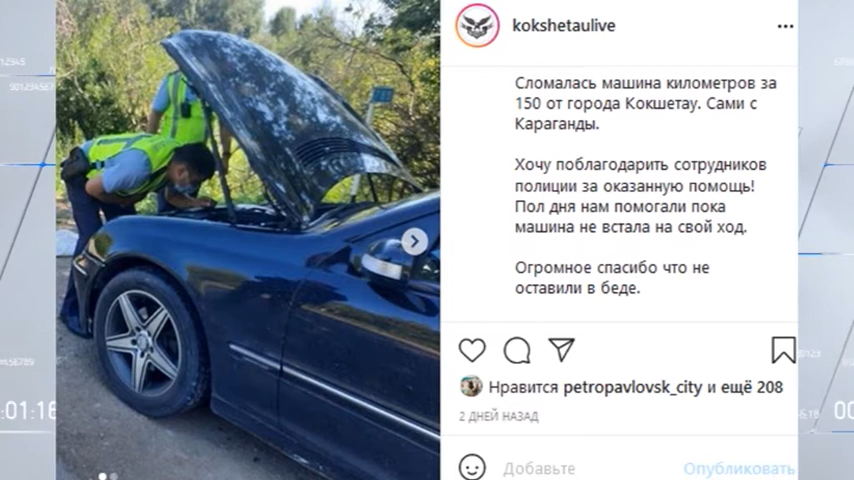 kokshetaulive
Сломалась машина километров за
150 от города Кокшетау. Сами с
Караганды.
Хочу поблагодарить сотрудников
полиции за оказанную помощь!
Пол дня нам помогали пока
машина не встала на свой ход.
Огромное спасибо что не
оставили в беде.
Нравится petropavlovsk_city и ещё 208
2 ДНЕЙ НАЗАД
Добавьте
Опубликовать
:01:16